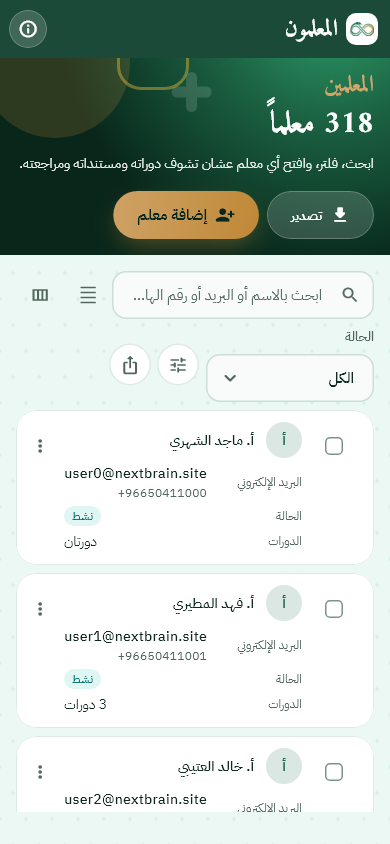 المعلمون
المعلمين
318 معلماً
ابحث، فلتر، وافتح أي معلم عشان تشوف دوراته ومستنداته ومراجعته.
تصدير
إضافة معلم
ابحث بالاسم أو البريد أو رقم الها...
الحالة
الكل
أ
أ. ماجد الشهري
البريد الإلكتروني
user0@nextbrain.site
+96650411000
الحالة
نشط
الدورات
دورتان
أ
أ. فهد المطيري
البريد الإلكتروني
user1@nextbrain.site
+96650411001
الحالة
نشط
الدورات
3 دورات
أ
أ. خالد العتيبي
البريد الإلكتروني
user2@nextbrain.site